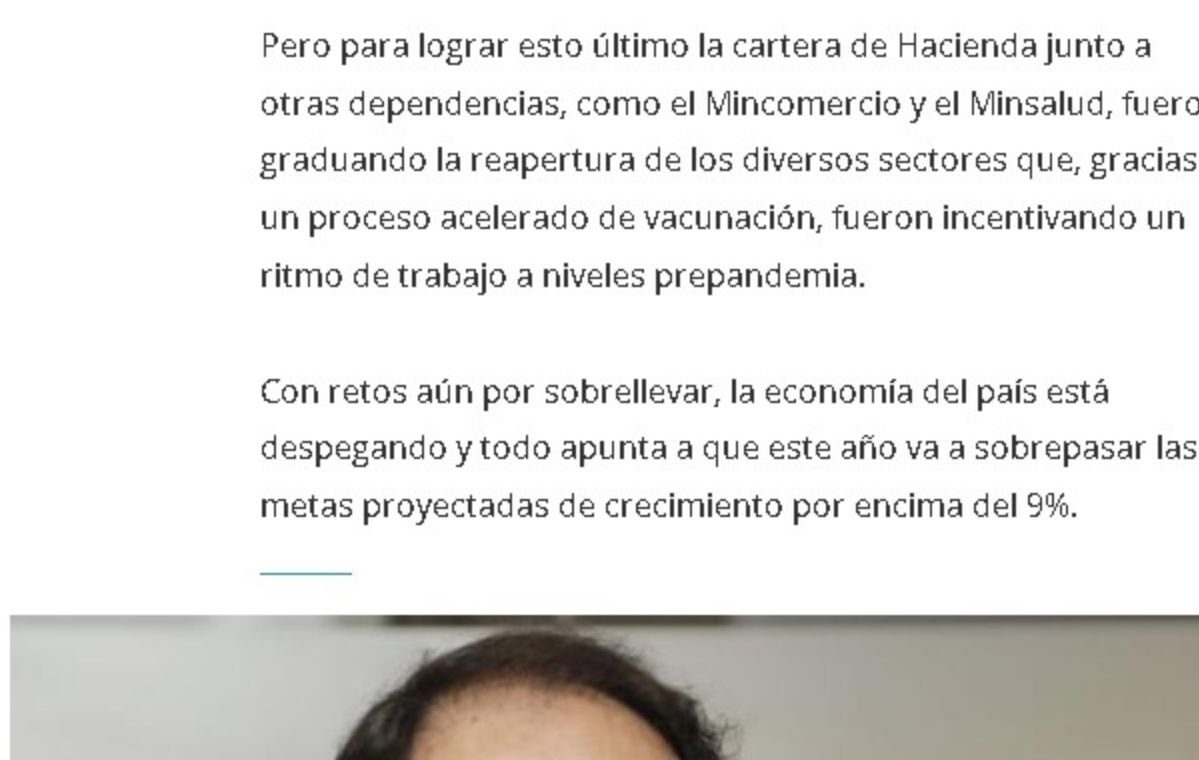 Pero para lograr esto último la cartera de Hacienda junto a
otras dependencias, como el Mincomercio y el Minsalud, fuero
graduando la reapertura de los diversos sectores que, gracias
un proceso acelerado de vacunación, fueron incentivando un
ritmo de trabajo a niveles prepandemia.
Con retos aún por sobrellevar, la economía del país está
despegando y todo apunta a que este año va a sobrepasar las
metas proyectadas de crecimiento por encima del 9%.